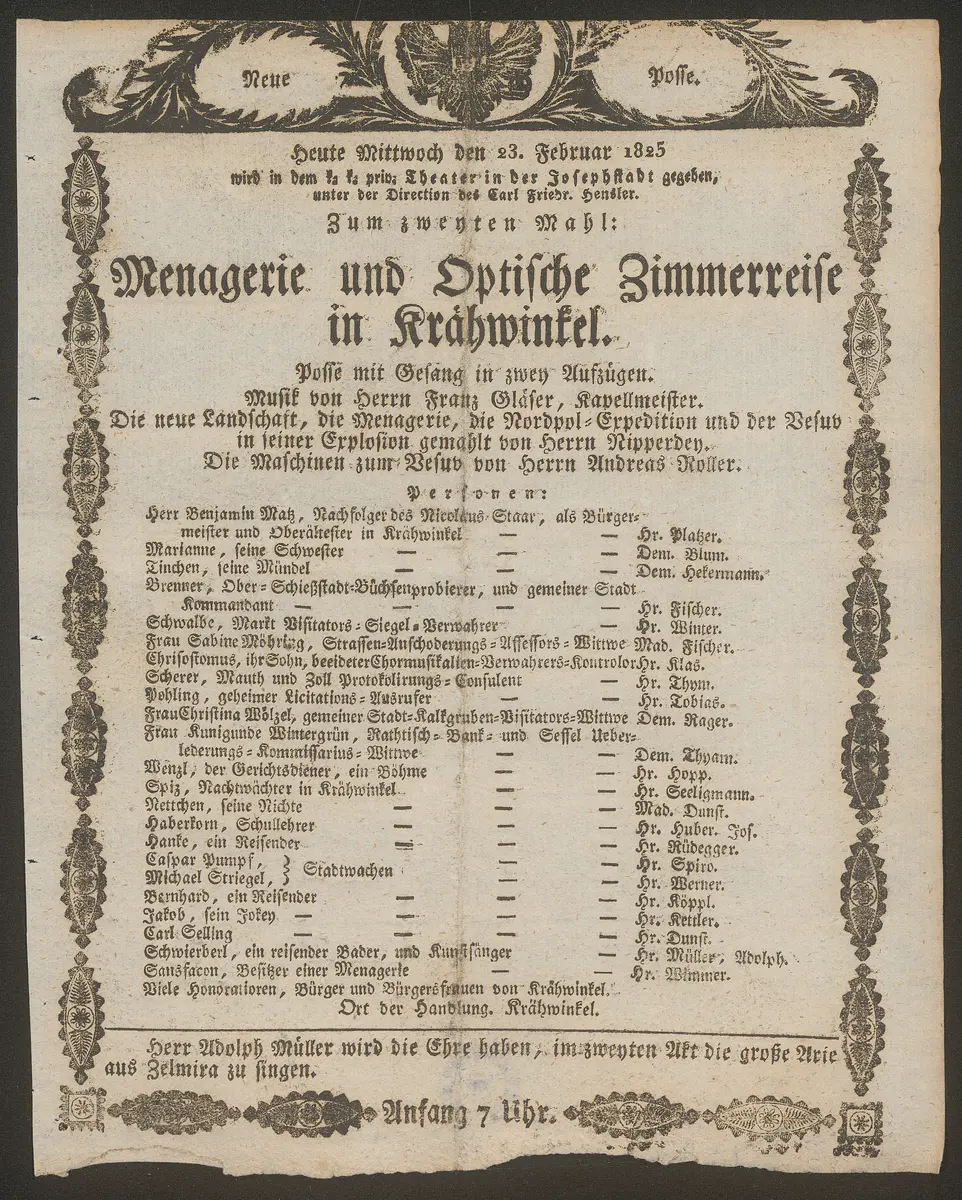 Neue Posse.
Heute Mittwoch den 23. Februar 1825
wird in dem k. k. priv. Theater in der Josephstadt gegeben,
unter der Direction des Carl Friedr. Hensler.
Zum zweyten Mahl:
Menagerie und Optische Zimmerreise
in Krähwinkel.
Posse mit Gesang in zwey Aufzügen.
Musik von Herrn Franz Gläser, Kapellmeister.
Die neue Landschaft, die Menagerie, die Nordpol-Expedition und der Vesuv
in seiner Explosion gemahlt von Herrn Nipperdey.
Die Maschinen zum Vesuv von Herrn Andreas Roller.
Personen:
Herr Benjamin Matz, Nachfolger des Nicolaus Staar, als Bürger-
meister und Oberältester in Krähwinkel — — Hr. Platzer.
Marianne, seine Schwester — — — Dem. Blum.
Tinchen, seine Mündel — — — Dem. Hekermann.
Brenner, Ober-Schießstadt-Büchsenprobierer, und gemeiner Stadt
Kommandant — — — — Hr. Fischer.
Schwalbe, Markt Visitators-Siegel-Verwahrer — — Hr. Winter.
Frau Sabine Möhring, Strassen-Anschoderungs-Assessors-Wittwe Mad. Fischer.
Chrisostomus, ihr Sohn, beeideter Chormusikalien-Verwahrers-Kontrolor Hr. Klas.
Scherer, Mauth und Zoll Protokolirungs-Consulent — Hr. Thym.
Pohling, geheimer Licitations-Ausrufer — — Hr. Tobias.
Frau Christina Wölzel, gemeiner Stadt-Kalkgruben-Visitators-Wittwe Dem. Rager.
Frau Kunigunde Wintergrün, Rathtisch-Bank- und Sessel Ueber-
lederungs-Kommissarius-Wittwe — — Dem. Thyam.
Wenzl, der Gerichtsdiener, ein Böhme — — Hr. Hopp.
Spiz, Nachtwächter in Krähwinkel — — Hr. Seeligmann.
Nettchen, seine Nichte — — — Mad. Dunst.
Haberkorn, Schullehrer — — — Hr. Huber. Jos.
Hanke, ein Reisender — — — Hr. Rüdegger.
Caspar Pumpf, } Stadtwachen — — Hr. Spiro.
Michael Striegel, — — Hr. Werner.
Bernhard, ein Reisender — — — Hr. Köppl.
Jakob, sein Jokey — — — — Hr. Kettler.
Carl Selling — — — — Hr. Dunst.
Schwierberl, ein reisender Bader, und Kunstsänger — Hr. Müller, Adolph.
Sansfacon, Besitzer einer Menagerie — — Hr. Wimmer.
Viele Honoratioren, Bürger und Bürgersfrauen von Krähwinkel.
Ort der Handlung. Krähwinkel.
Herr Adolph Müller wird die Ehre haben, im zweyten Akt die große Arie
aus Zelmira zu singen.
Anfang 7 Uhr.